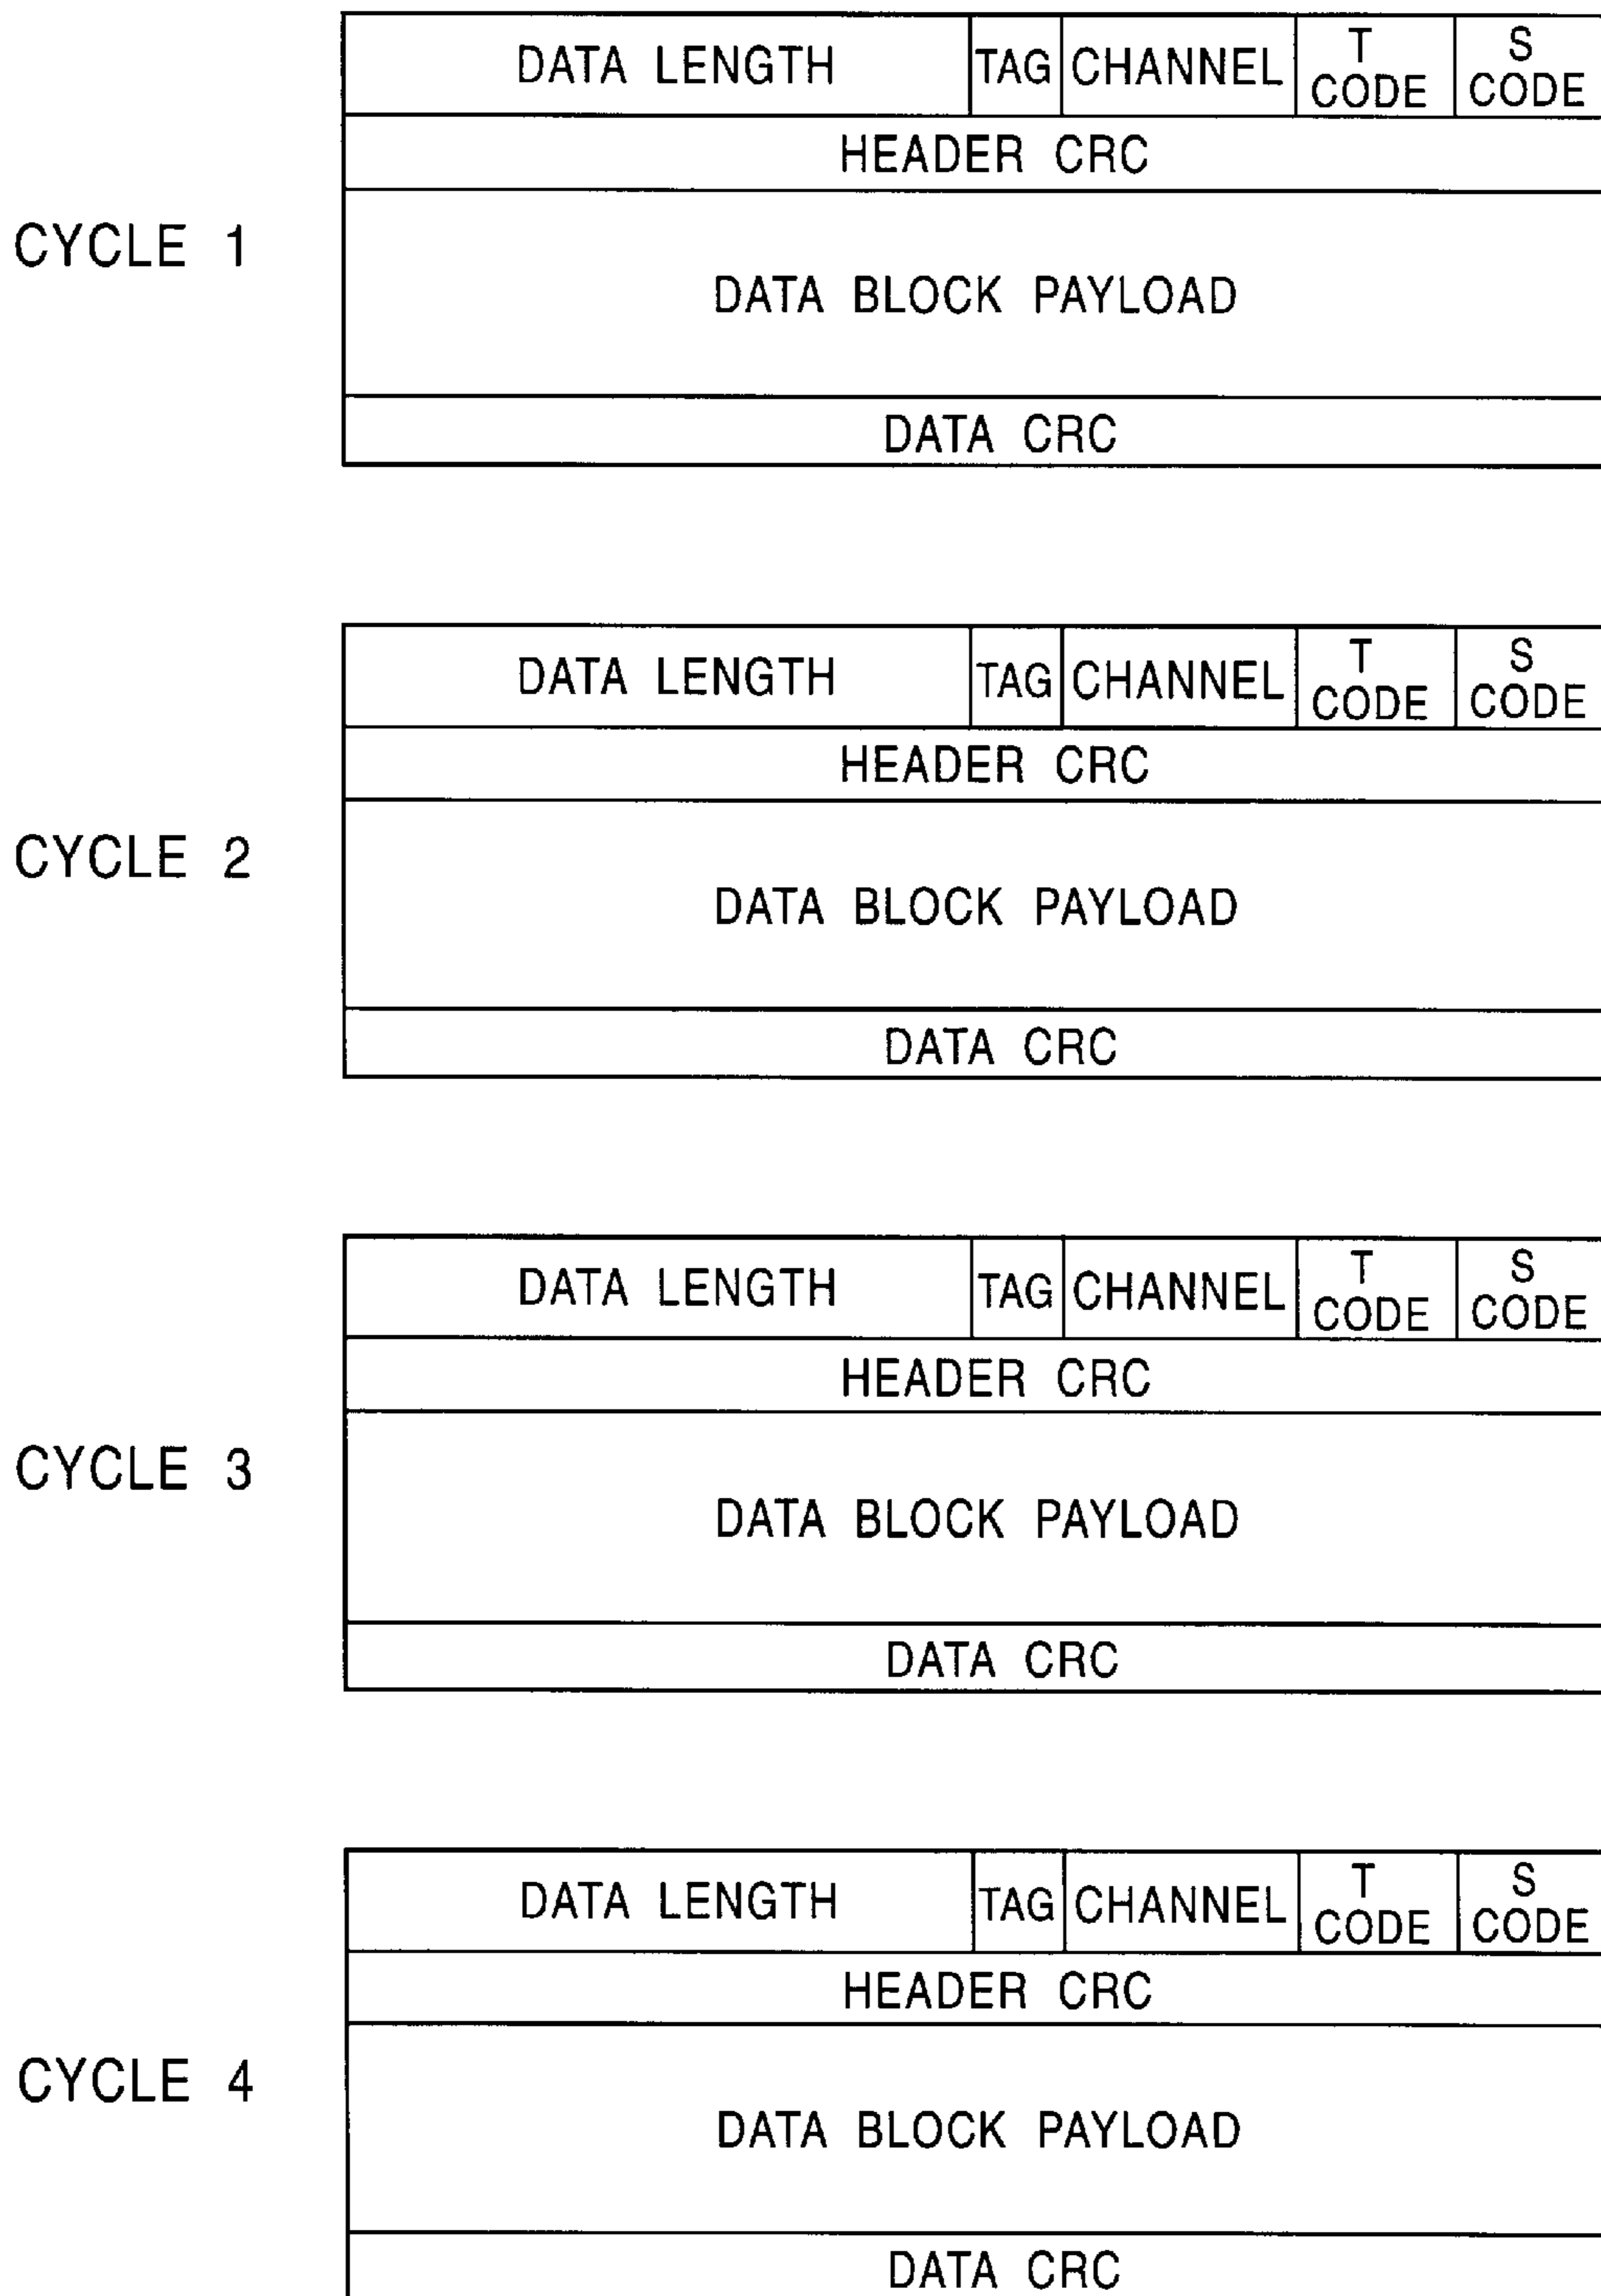 DATA LENGTH TAG CHANNEL T CODE S CODE
HEADER CRC
CYCLE 1
DATA BLOCK PAYLOAD
DATA CRC
DATA LENGTH TAG CHANNEL T CODE S CODE
HEADER CRC
CYCLE 2
DATA BLOCK PAYLOAD
DATA CRC
DATA LENGTH TAG CHANNEL T CODE S CODE
HEADER CRC
CYCLE 3
DATA BLOCK PAYLOAD
DATA CRC
DATA LENGTH TAG CHANNEL T CODE S CODE
HEADER CRC
CYCLE 4
DATA BLOCK PAYLOAD
DATA CRC